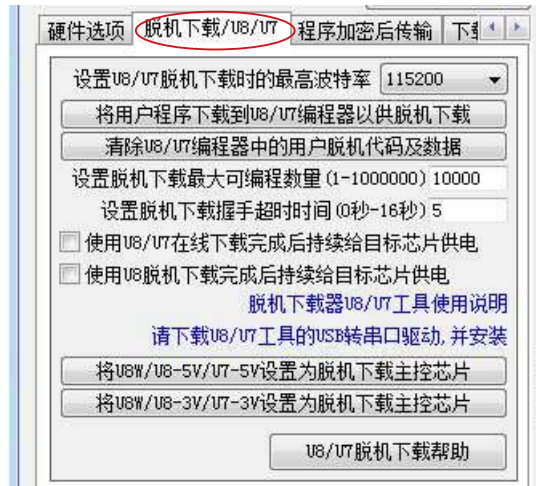 硬件选项 脱机下载/U8/U7 程序加密后传输
设置U8/U7脱机下载时的最高波特率 115200
将用户程序下载到U8/U7编程器以供脱机下载
清除U8/U7编程器中的用户脱机代码及数据
设置脱机下载最大可编程数量(1-1000000) 10000
设置脱机下载握手超时时间(0秒-16秒) 5
使用U8/U7在线下载完成后持续给目标芯片供电
使用U8脱机下载完成后持续给目标芯片供电
脱机下载器U8/U7工具使用说明
请下载U8/U7工具的USB转串口驱动,并安装
将U8W/U8-5V/U7-5V设置为脱机下载主控芯片
将U8W/U8-3V/U7-3V设置为脱机下载主控芯片
U8/U7脱机下载帮助